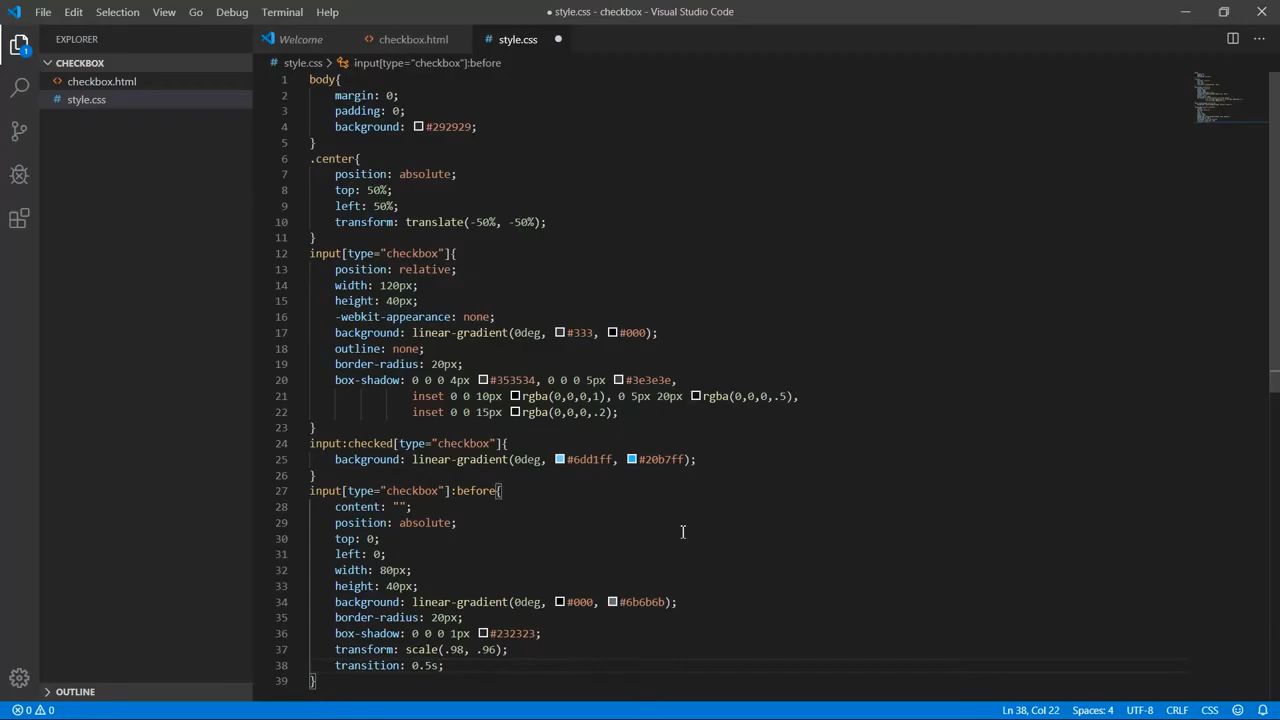 File Edit Selection View Go Debug Terminal Help
● style.css - checkbox - Visual Studio Code
EXPLORER
Welcome
checkbox.html
style.css
CHECKBOX
checkbox.html
style.css
1
style.css > input[type="checkbox"]:before
1 body{
2 margin: 0;
3 padding: 0;
4 background: #292929;
5 }
6 .center{
7 position: absolute;
8 top: 50%;
9 left: 50%;
10 transform: translate(-50%, -50%);
11 }
12 input[type="checkbox"]{
13 position: relative;
14 width: 120px;
15 height: 40px;
16 -webkit-appearance: none;
17 background: linear-gradient(0deg, #333, #000);
18 outline: none;
19 border-radius: 20px;
20 box-shadow: 0 0 0 4px #353534, 0 0 0 5px #3e3e3e,
21 inset 0 0 10px rgba(0,0,0,1), 0 5px 20px rgba(0,0,0,.5),
22 inset 0 0 15px rgba(0,0,0,.2);
23 }
24 input:checked[type="checkbox"]{
25 background: linear-gradient(0deg, #6dd1ff, #20b7ff);
26 }
27 input[type="checkbox"]:before{
28 content: "";
29 position: absolute;
30 top: 0;
31 left: 0;
32 width: 80px;
33 height: 40px;
34 background: linear-gradient(0deg, #000, #6b6b6b);
35 border-radius: 20px;
36 box-shadow: 0 0 0 1px #232323;
37 transform: scale(.98, .96);
38 transition: 0.5s;
39 }
OUTLINE
0 0
Ln 38, Col 22 Spaces: 4 UTF-8 CRLF CSS